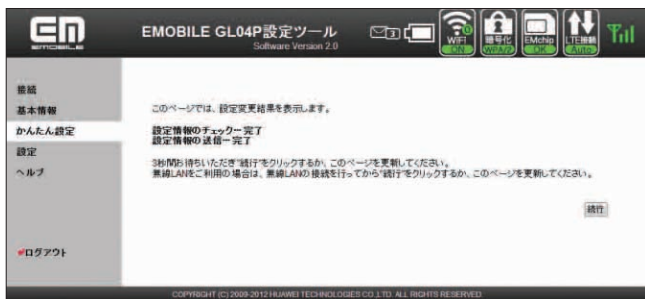 EM
EMOBILE
EMOBILE GL04P設定ツール
Software Version 2.0
3
WiFi
ON
暗号化
WPA/2
EMchip
OK
LTE接続
Auto
接続
基本情報
かんたん設定
設定
ヘルプ
ログアウト
このページでは、設定変更結果を表示します。
設定情報のチェックー完了
設定情報の送信ー完了
3秒間お待ちいただき"続行"をクリックするか、このページを更新してください。
無線LANをご利用の場合は、無線LANの接続を行ってから"続行"をクリックするか、このページを更新してください。
続行
COPYRIGHT (C) 2009-2012 HUAWEI TECHNOLOGIES CO.,LTD. ALL RIGHTS RESERVED.